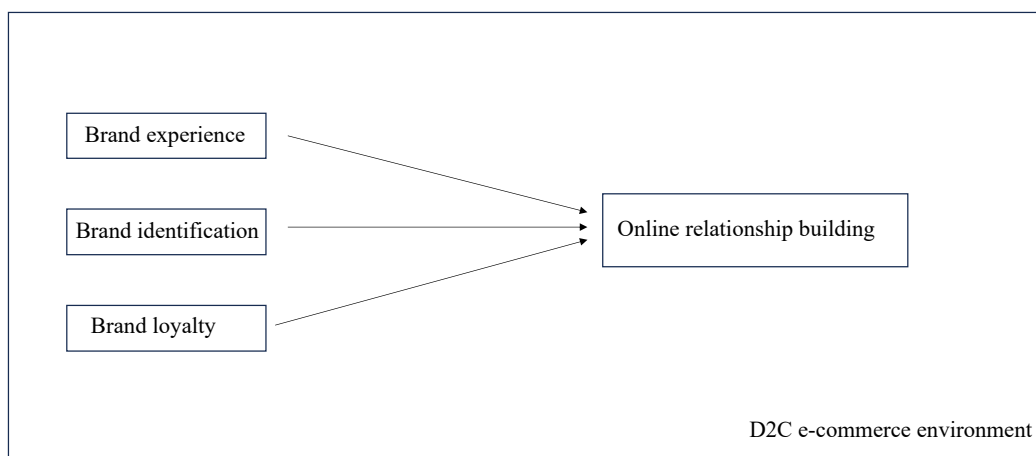 Brand experience
Brand identification
Online relationship building
Brand loyalty
D2C e-commerce environment